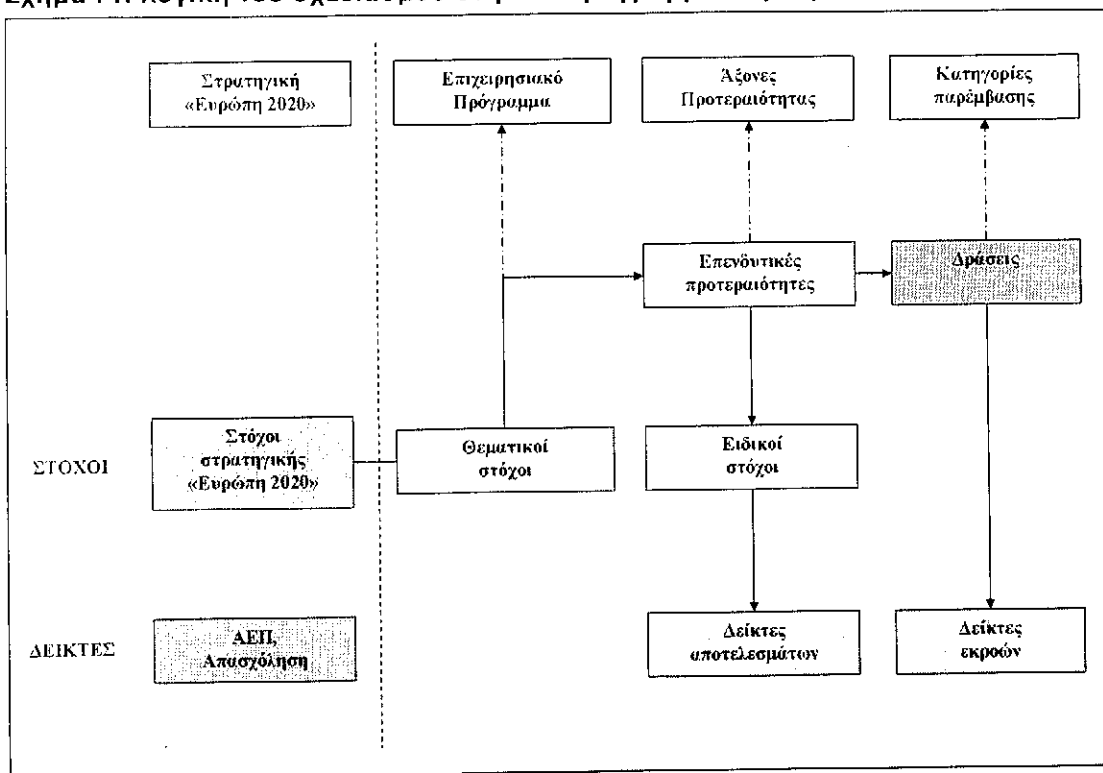 Στρατηγική
«Ευρώπη 2020»
Επιχειρησιακό
Πρόγραμμα
Άξονες
Προτεραιότητας
Κατηγορίες
παρέμβασης
Επενδυτικές
προτεραιότητες
Δράσεις
ΣΤΟΧΟΙ
Στόχοι
στρατηγικής
«Ευρώπη 2020»
Θεματικοί
στόχοι
Ειδικοί
στόχοι
ΔΕΙΚΤΕΣ
ΑΕΠ,
Απασχόληση
Δείκτες
αποτελεσμάτων
Δείκτες
εκροών